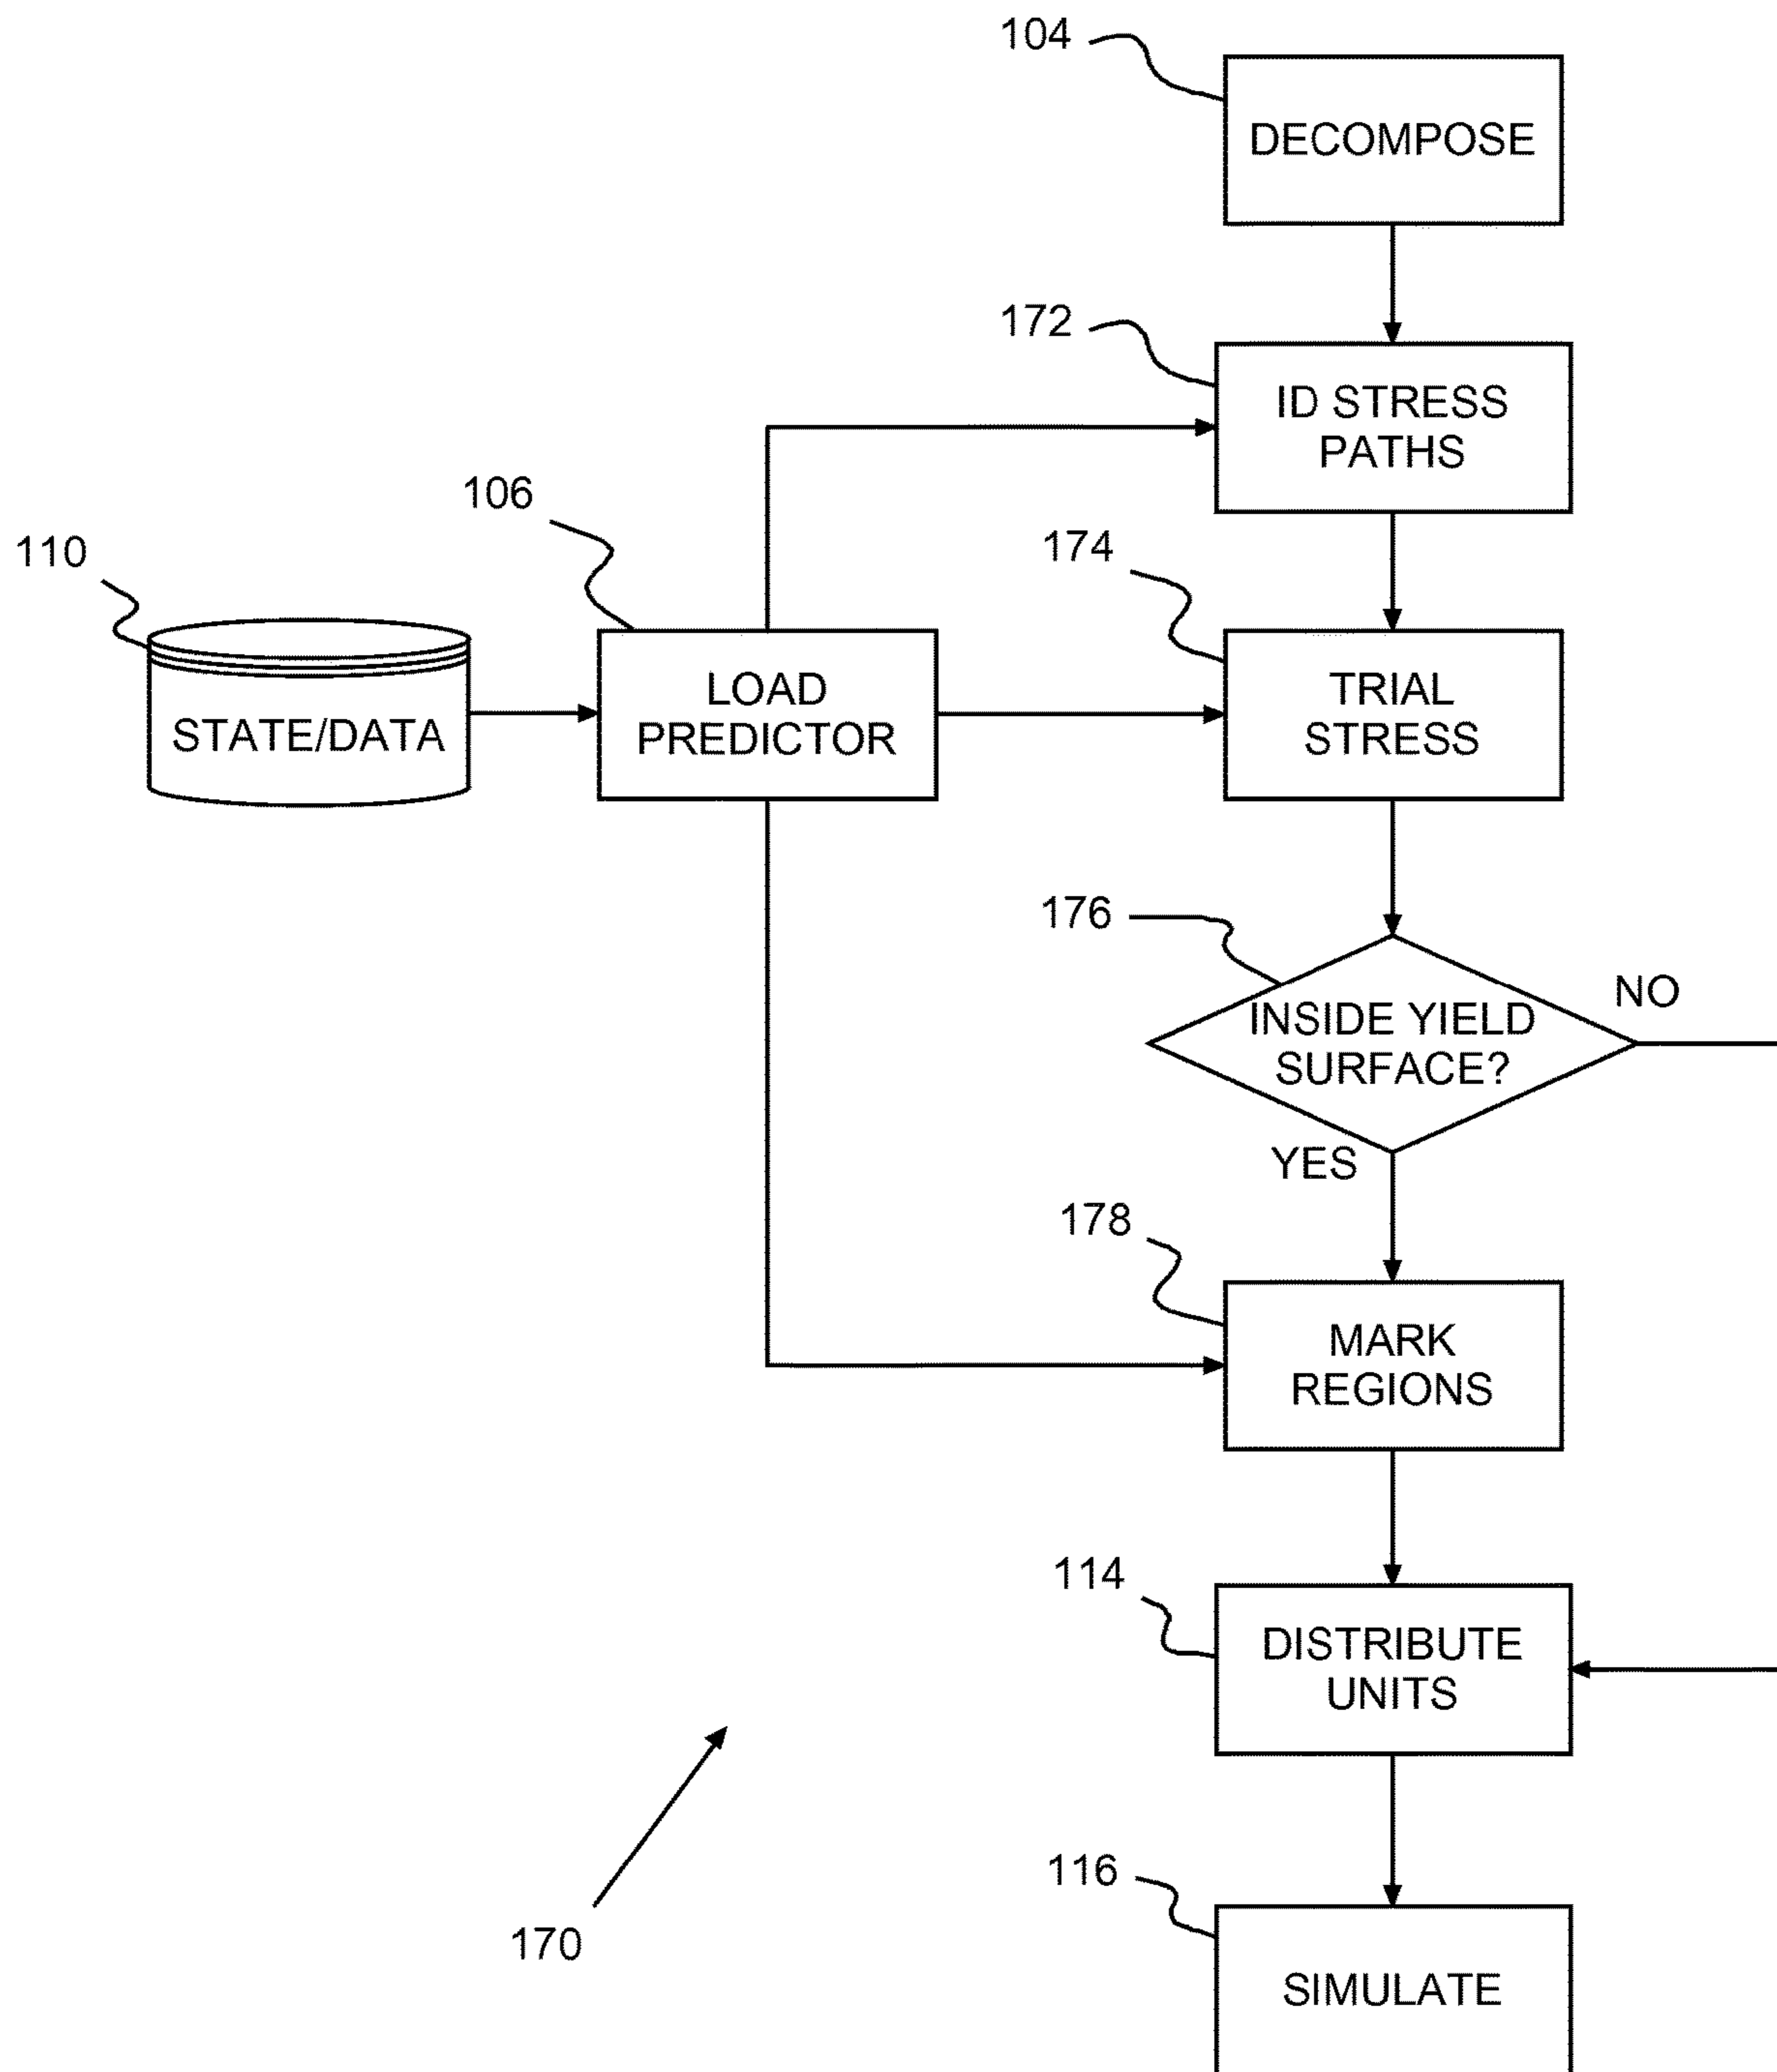 104
DECOMPOSE
172
ID STRESS
PATHS
106
110
174
STATE/DATA
LOAD
PREDICTOR
TRIAL
STRESS
176
INSIDE YIELD
SURFACE?
NO
YES
178
MARK
REGIONS
114
DISTRIBUTE
UNITS
116
170
SIMULATE